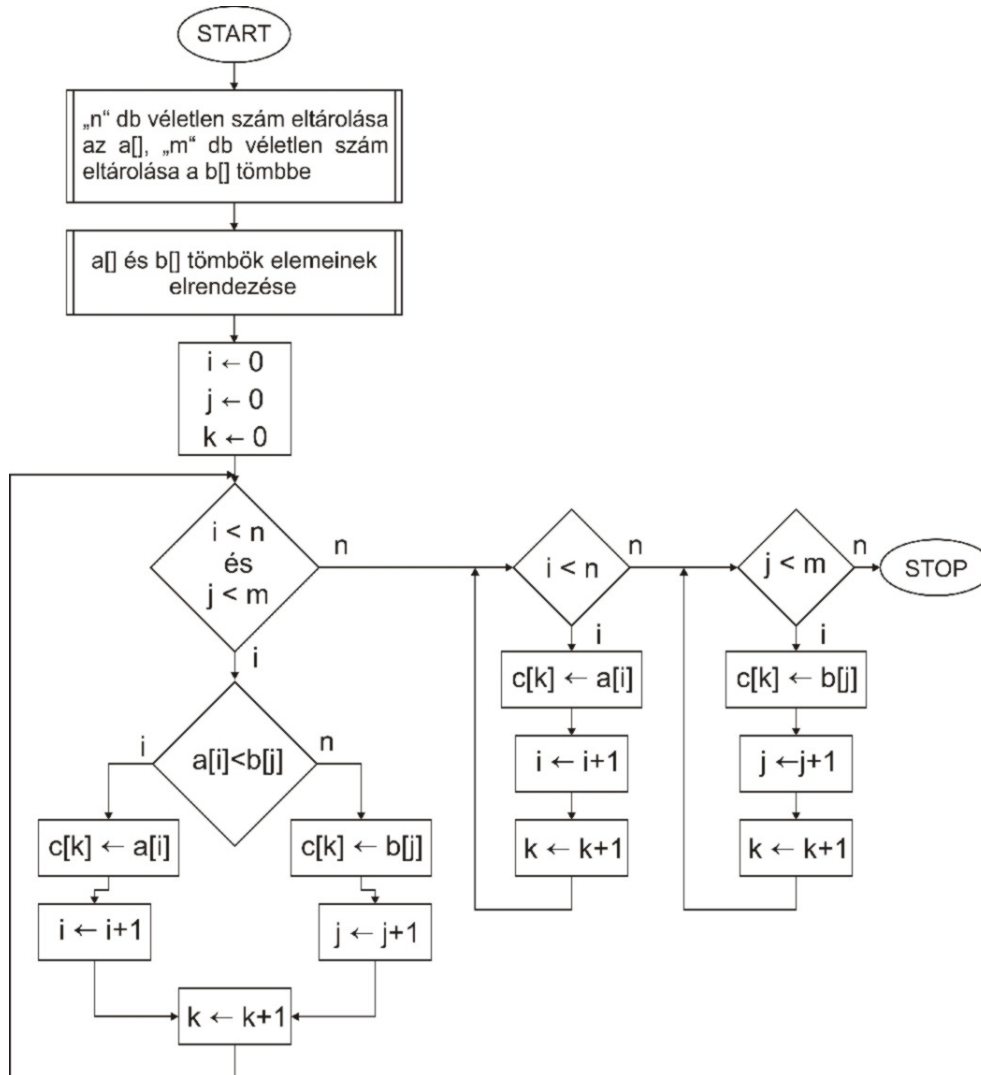 START
„n“ db véletlen szám eltárolása
az a[], „m“ db véletlen szám
eltárolása a b[] tömbbe
a[] és b[] tömbök elemeinek
elrendezése
i ← 0
j ← 0
k ← 0
i < n
és
j < m
n
i
a[i]<b[j]
i
n
c[k] ← a[i]
i ← i+1
c[k] ← b[j]
j ← j+1
k ← k+1
i < n
n
i
c[k] ← a[i]
i ← i+1
k ← k+1
j < m
n
i
c[k] ← b[j]
j ←j+1
k ← k+1
STOP